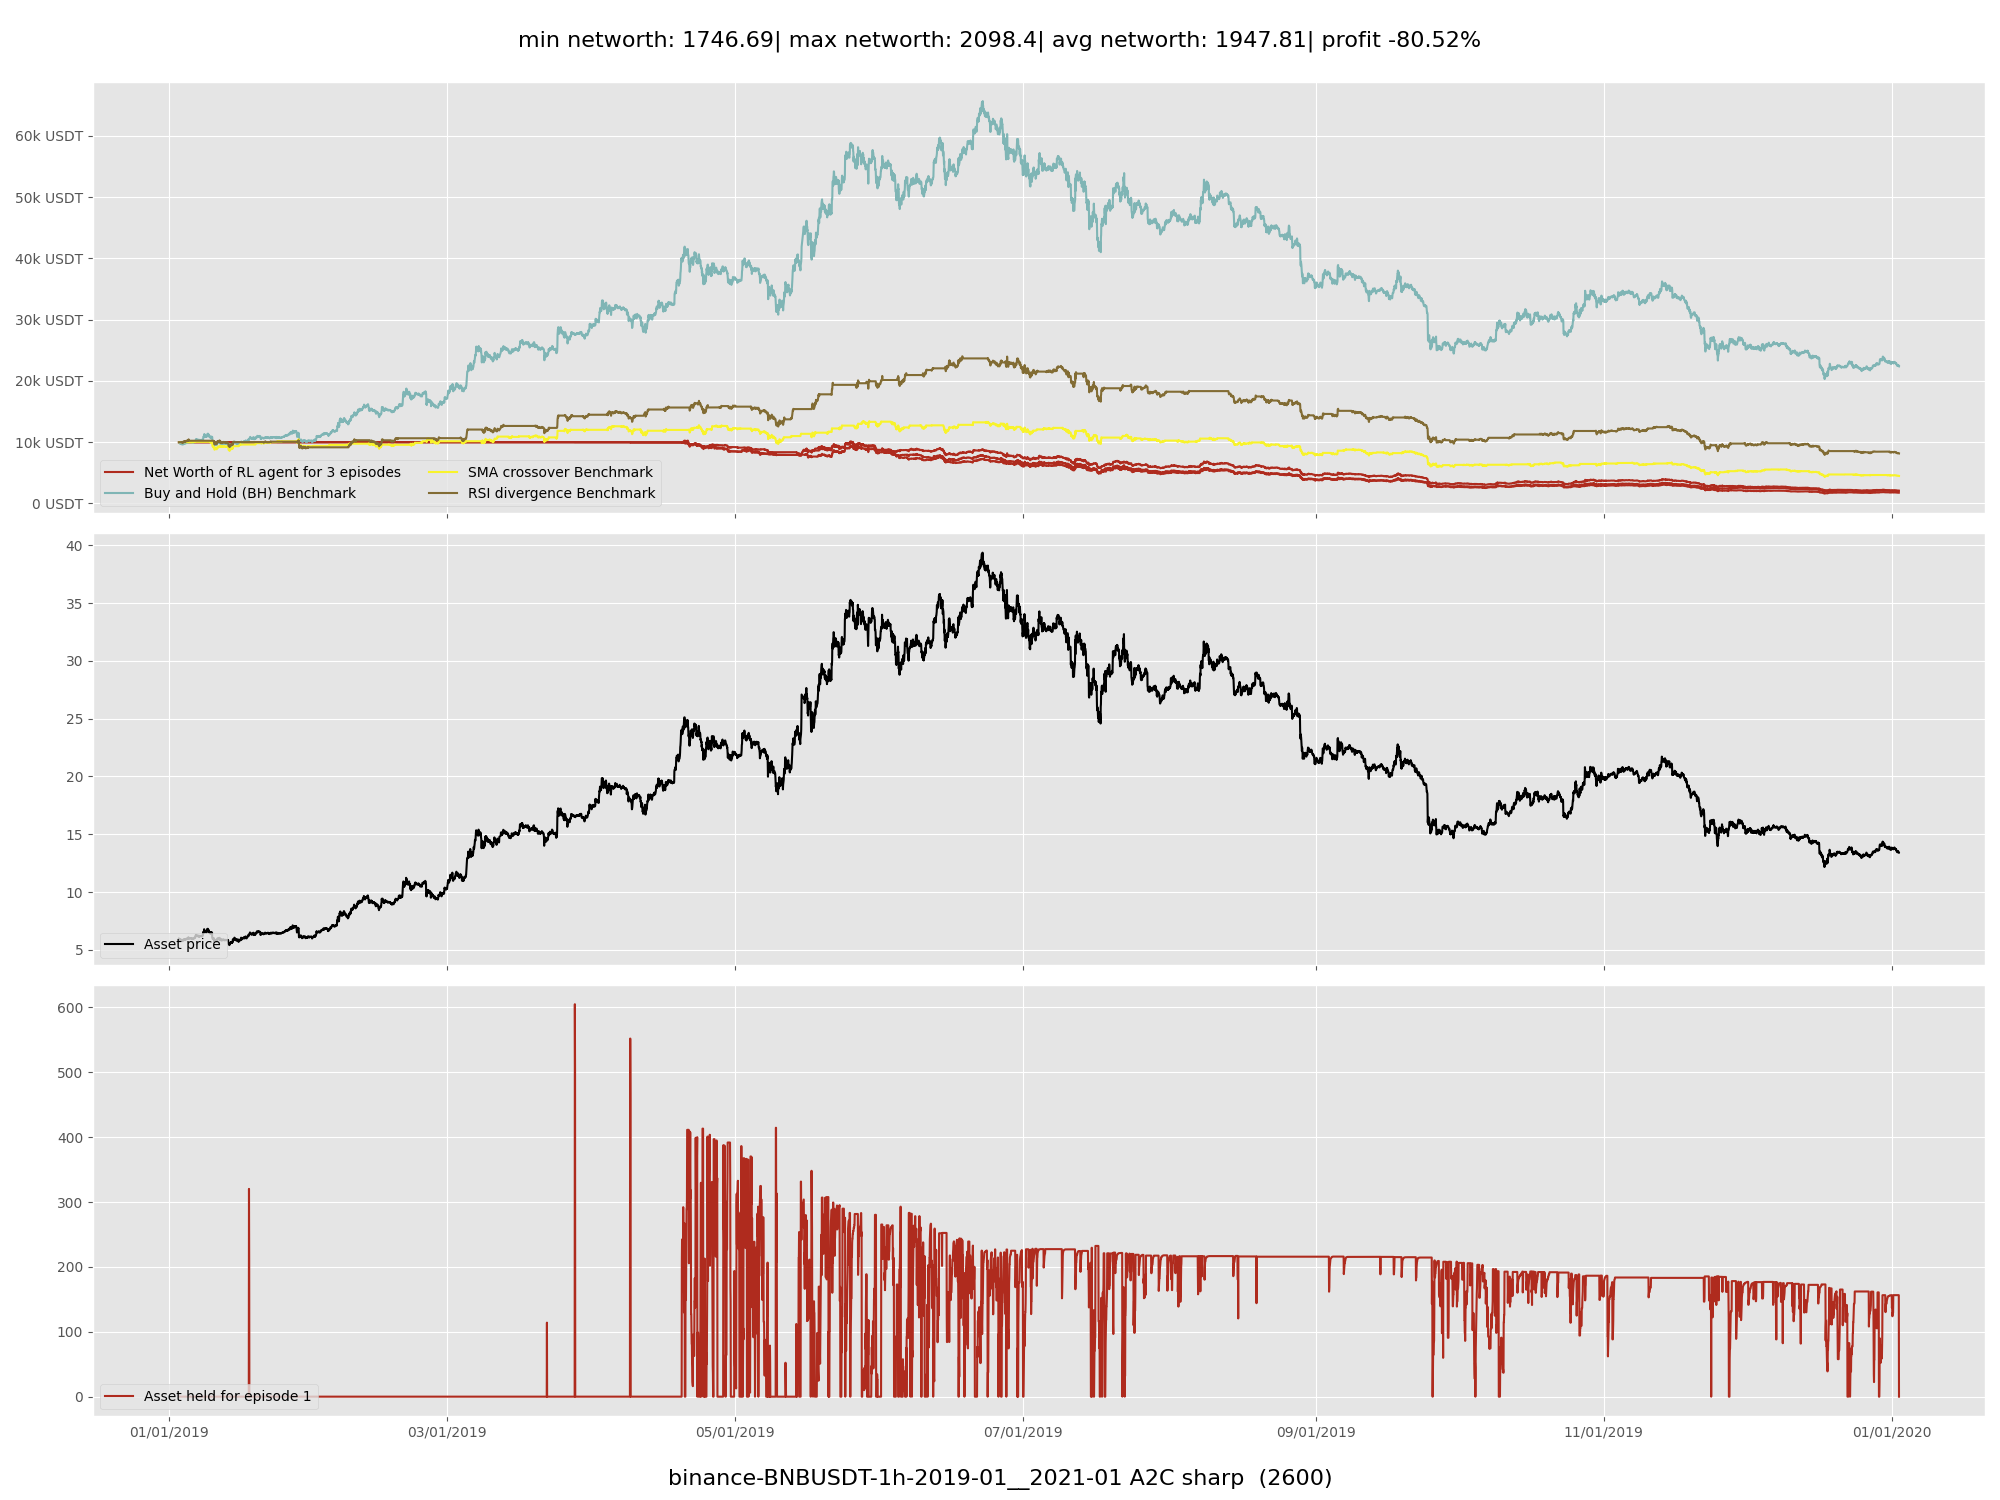 min networth: 1746.69| max networth: 2098.4| avg networth: 1947.81| profit -80.52%
60k USDT
50k USDT
40k USDT
30k USDT
20k USDT
10k USDT
0 USDT
Net Worth of RL agent for 3 episodes
Buy and Hold (BH) Benchmark
SMA crossover Benchmark
RSI divergence Benchmark
40
35
30
25
20
15
10
5
Asset price
600
500
400
300
200
100
0
Asset held for episode 1
01/01/2019 03/01/2019 05/01/2019 07/01/2019 09/01/2019 11/01/2019 01/01/2020
binance-BNBUSDT-1h-2019-01__2021-01 A2C sharp  (2600)